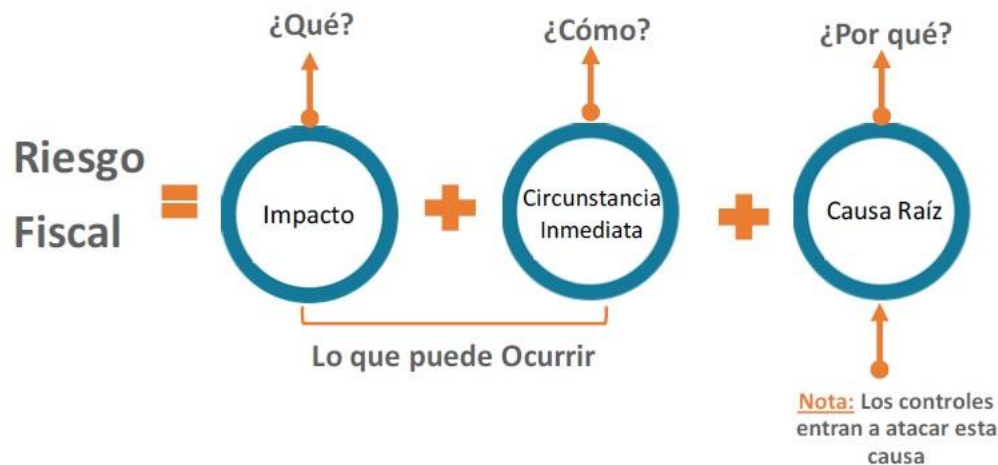 ¿Qué?
¿Cómo?
¿Por qué?
Riesgo
Fiscal
=
Impacto
+
Circunstancia
Inmediata
+
Causa Raíz
Lo que puede Ocurrir
Nota: Los controles
entran a atacar esta
causa